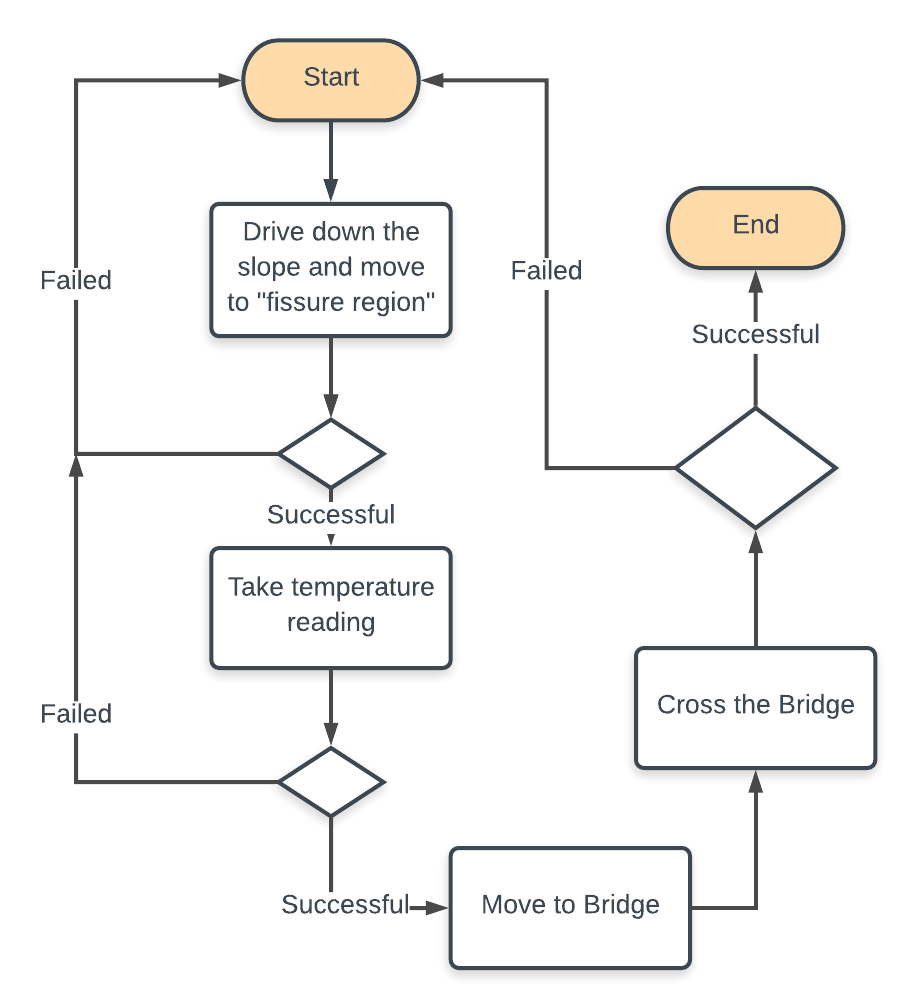 Start
Drive down the
slope and move
to "fissure region"
Failed
Successful
Take temperature
reading
Failed
Successful
Move to Bridge
Cross the Bridge
Failed
Successful
End